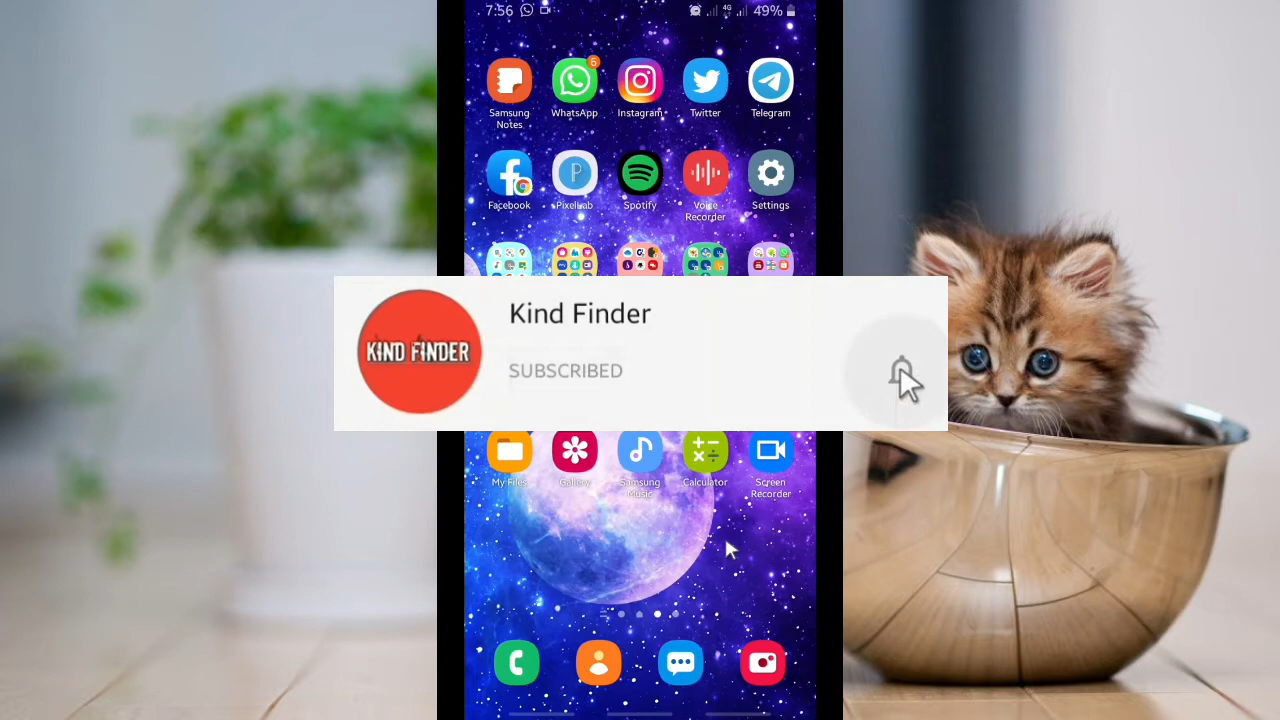 7:56
4G
49%
6
Samsung
Notes
WhatsApp
Instagram
Twitter
Telegram
Facebook
PixelLab
Spotify
Voice
Recorder
Settings
Kind Finder
KIND FINDER
SUBSCRIBED
My Files
Gallery
Samsung
Music
Calculator
Screen
Recorder